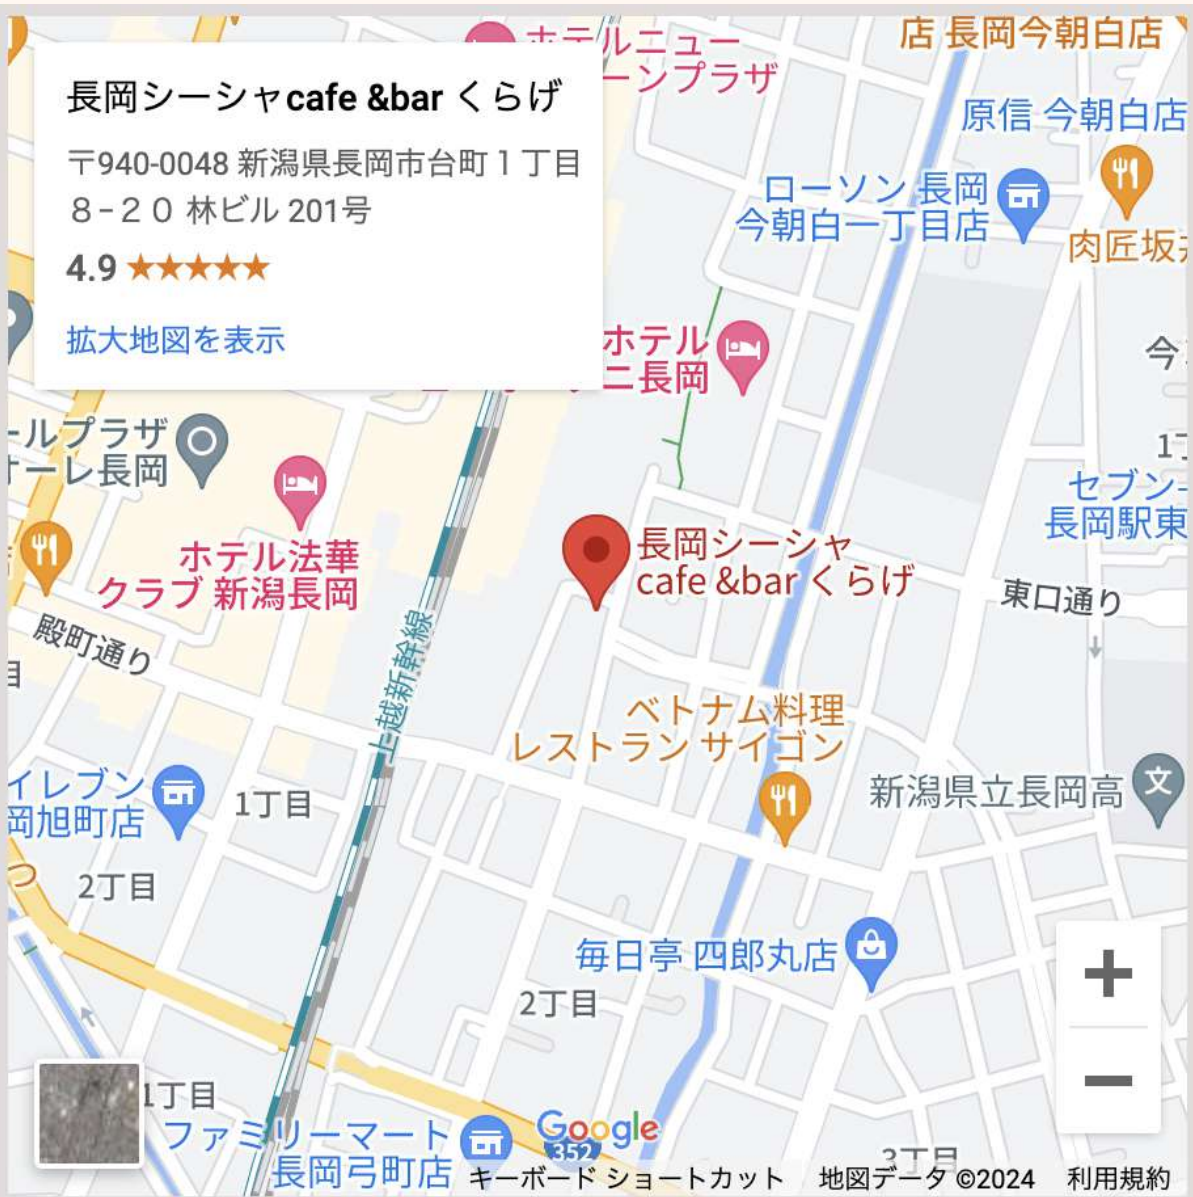 長岡シーシャcafe &bar くらげ
〒940-0048 新潟県長岡市台町１丁目
８−２０ 林ビル 201号
4.9 ★★★★★
拡大地図を表示
ホテルニュー
ーンプラザ
店 長岡今朝白店
原信 今朝白店
ローソン 長岡
今朝白一丁目店
肉匠坂井
ホテル
ニ長岡
今
ールプラザ
オーレ長岡
1丁
セブン-
長岡駅東
ホテル法華
クラブ 新潟長岡
長岡シーシャ
cafe &bar くらげ
東口通り
殿町通り
目
上越新幹線
ベトナム料理
レストラン サイゴン
イレブン
岡旭町店
1丁目
新潟県立長岡高
文
2丁目
毎日亭 四郎丸店
2丁目
1丁目
ファミリーマート
長岡弓町店
Google
352
3丁目
キーボード ショートカット
地図データ ©2024
利用規約